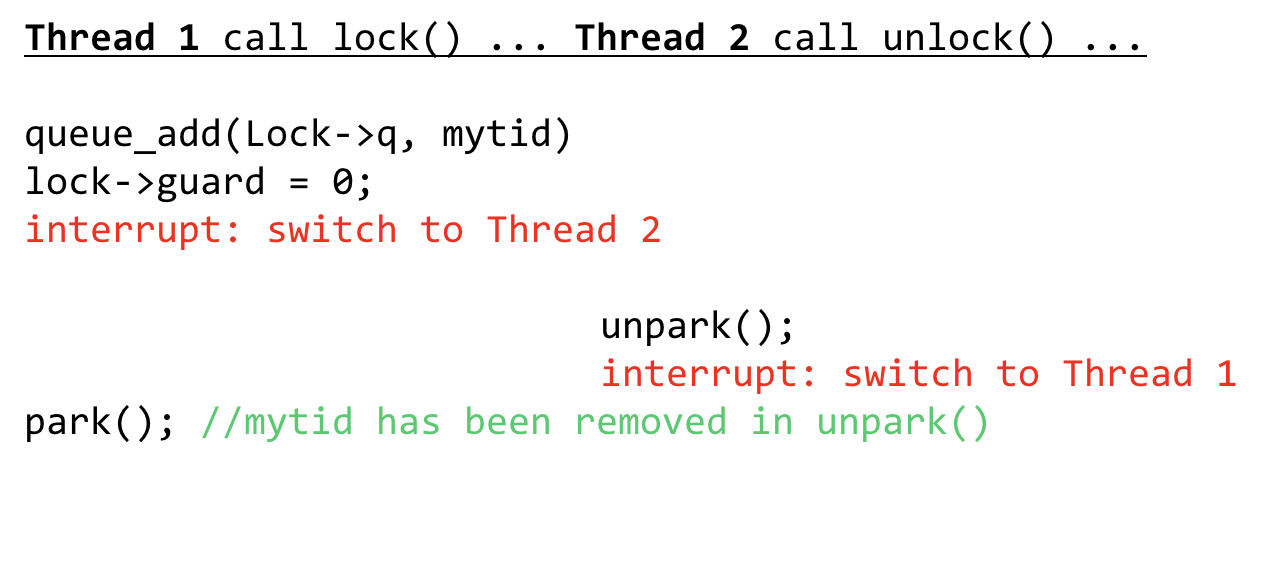 Thread 1 call lock() ... Thread 2 call unlock() ...
queue_add(Lock->q, mytid)
lock->guard = 0;
interrupt: switch to Thread 2
unpark();
interrupt: switch to Thread 1
park(); //mytid has been removed in unpark()